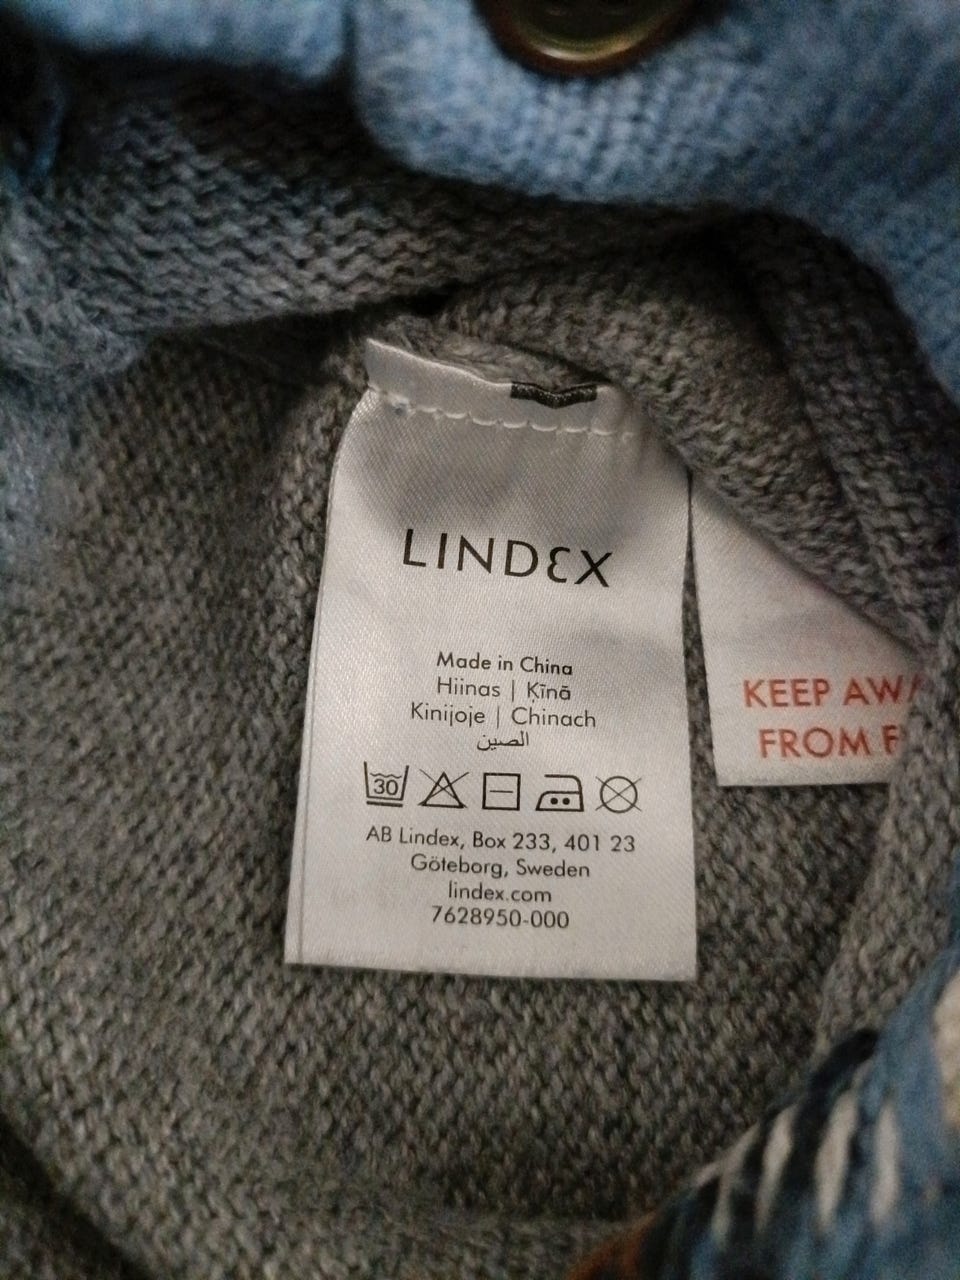 LINDEX
Made in China
Hiinas | Ķīnā
Kinijoje | Chinach
الصين
30
AB Lindex, Box 233, 401 23
Göteborg, Sweden
lindex.com
7628950-000
KEEP
FROM